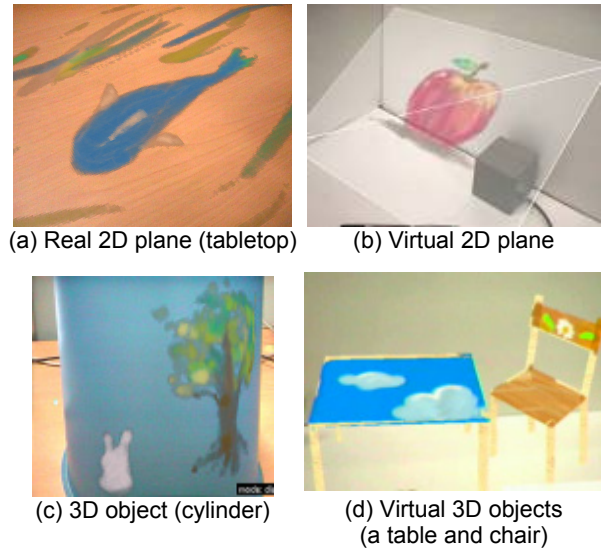 (a) Real 2D plane (tabletop)
(b) Virtual 2D plane
(c) 3D object (cylinder)
(d) Virtual 3D objects
(a table and chair)